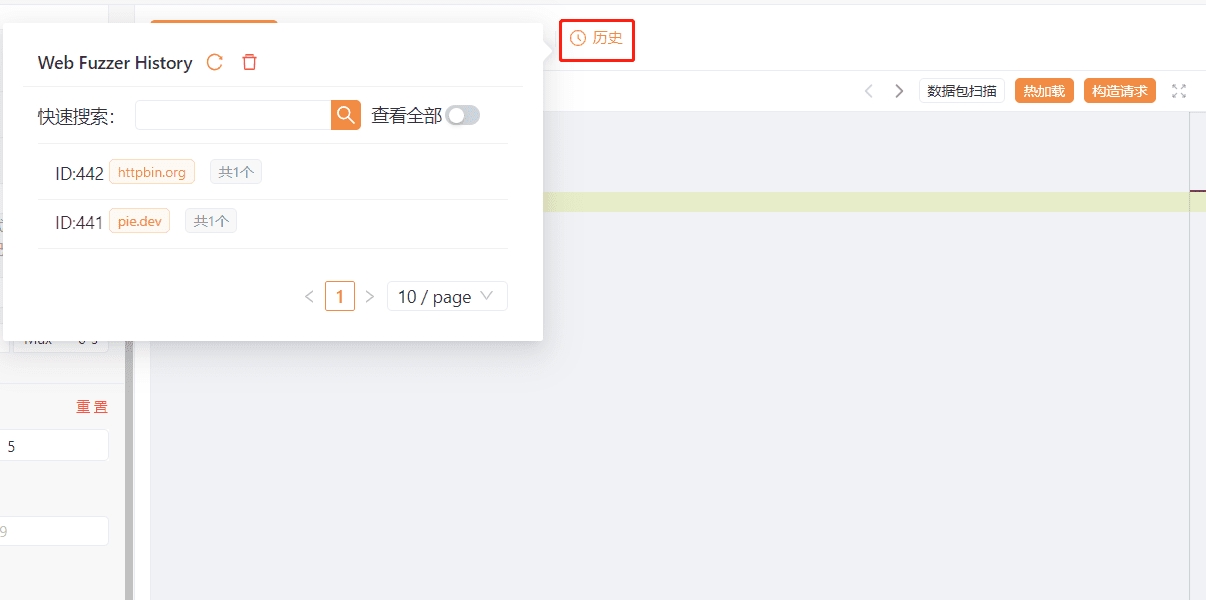 历史
Web Fuzzer History
数据包扫描 热加载 构造请求
快速搜索： 查看全部
ID:442 httpbin.org 共1个
ID:441 pie.dev 共1个
1 10 / page
重置
5
9